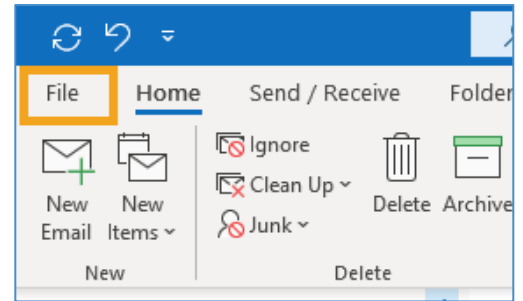 File Home Send / Receive Folder
Ignore
Clean Up
Junk
New Email
New Items
Delete
Archive
New
Delete